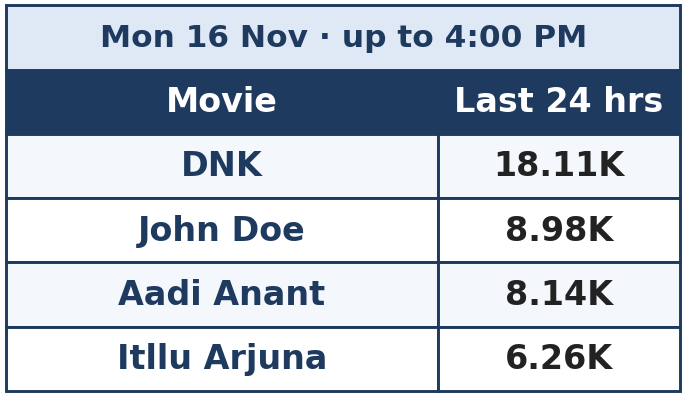 Mon 16 Nov · up to 4:00 PM
Movie Last 24 hrs
DNK 18.11K
John Doe 8.98K
Aadi Anant 8.14K
Itllu Arjuna 6.26K